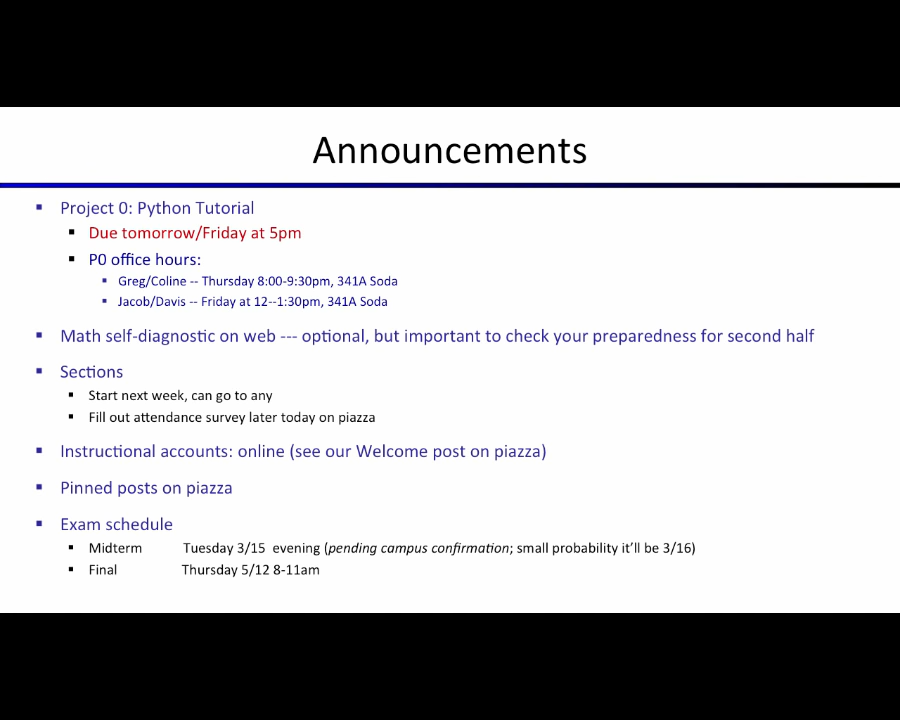 Announcements
Project 0: Python Tutorial
Due tomorrow/Friday at 5pm
P0 office hours:
Greg/Coline -- Thursday 8:00-9:30pm, 341A Soda
Jacob/Davis -- Friday at 12--1:30pm, 341A Soda
Math self-diagnostic on web --- optional, but important to check your preparedness for second half
Sections
Start next week, can go to any
Fill out attendance survey later today on piazza
Instructional accounts: online (see our Welcome post on piazza)
Pinned posts on piazza
Exam schedule
Midterm Tuesday 3/15 evening (pending campus confirmation; small probability it'll be 3/16)
Final Thursday 5/12 8-11am